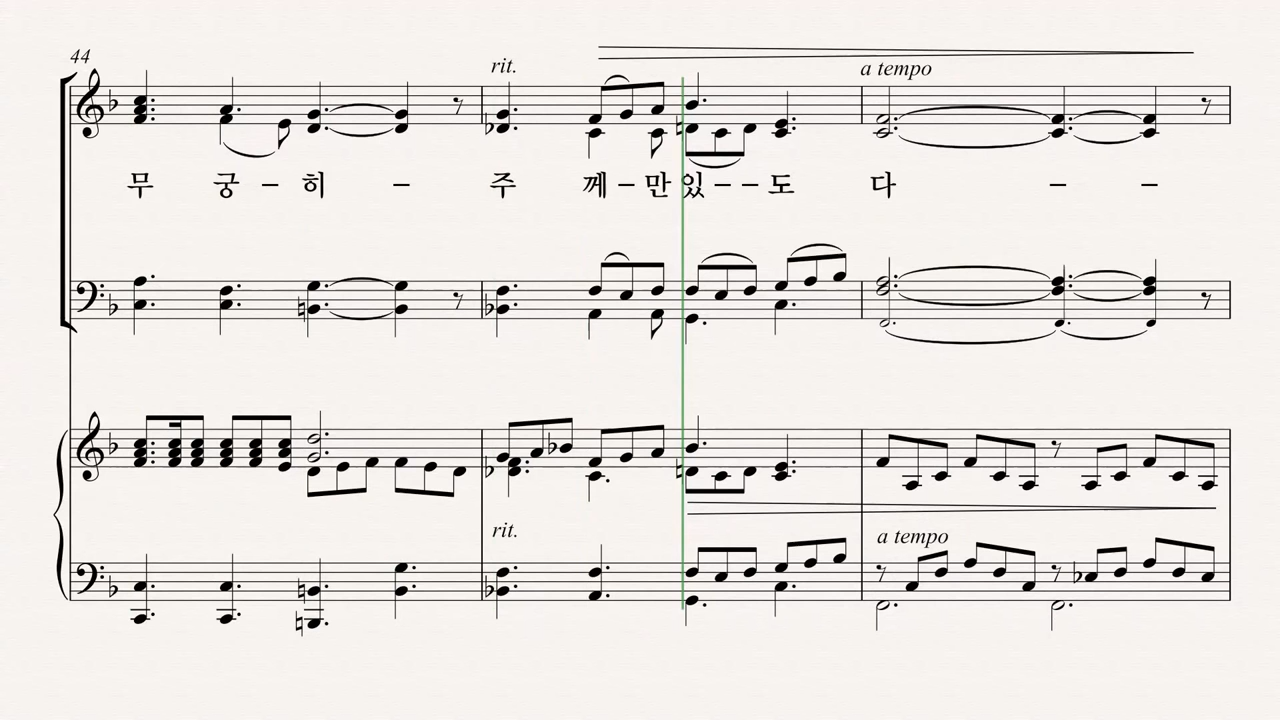 44
rit.
a tempo
무 궁 – 히 – 주 께 – 만 있 – – 도 다 – –
rit.
a tempo